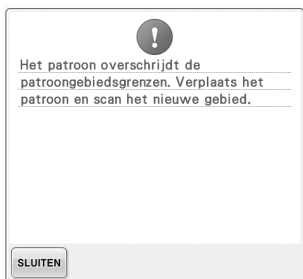 Het patroon overschrijdt de
patroongebiedsgrenzen. Verplaats het
patroon en scan het nieuwe gebied.
SLUITEN